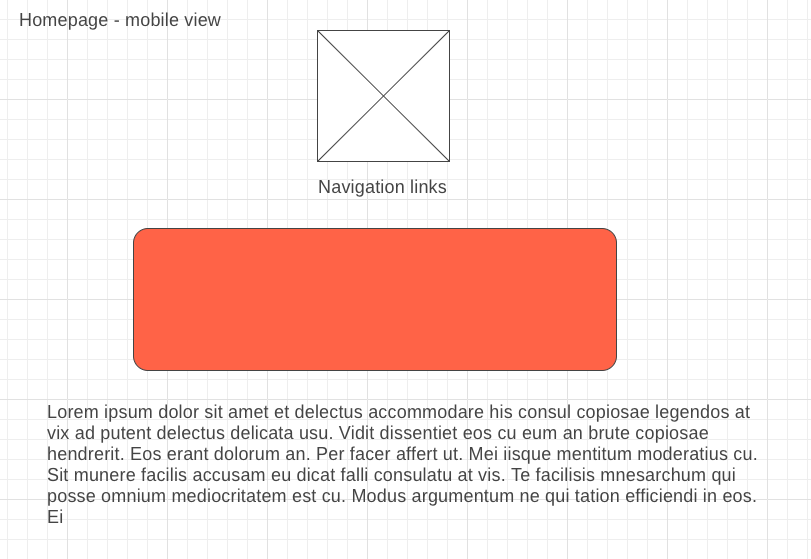 Homepage - mobile view
Navigation links
Lorem ipsum dolor sit amet et delectus accommodare his consul copiosae legendos at
vix ad putent delectus delicata usu. Vidit dissentiet eos cu eum an brute copiosae
hendrerit. Eos erant dolorum an. Per facer affert ut. Mei iisque mentitum moderatius cu.
Sit munere facilis accusam eu dicat falli consulatu at vis. Te facilisis mnesarchum qui
posse omnium mediocritatem est cu. Modus argumentum ne qui tation efficiendi in eos.
Ei